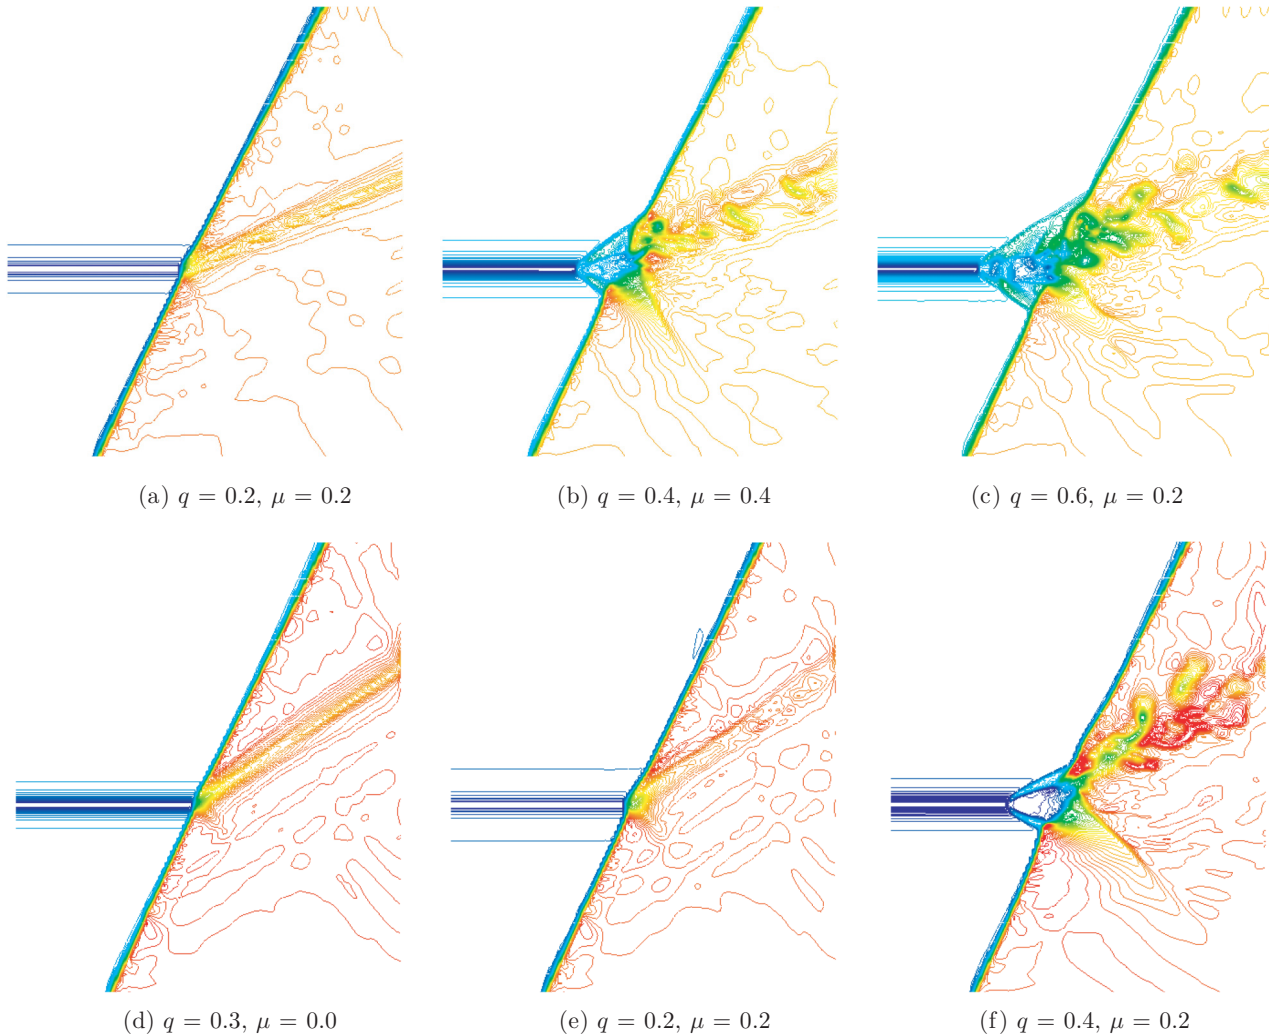 (a) q = 0.2, μ = 0.2
(b) q = 0.4, μ = 0.4
(c) q = 0.6, μ = 0.2
(d) q = 0.3, μ = 0.0
(e) q = 0.2, μ = 0.2
(f) q = 0.4, μ = 0.2